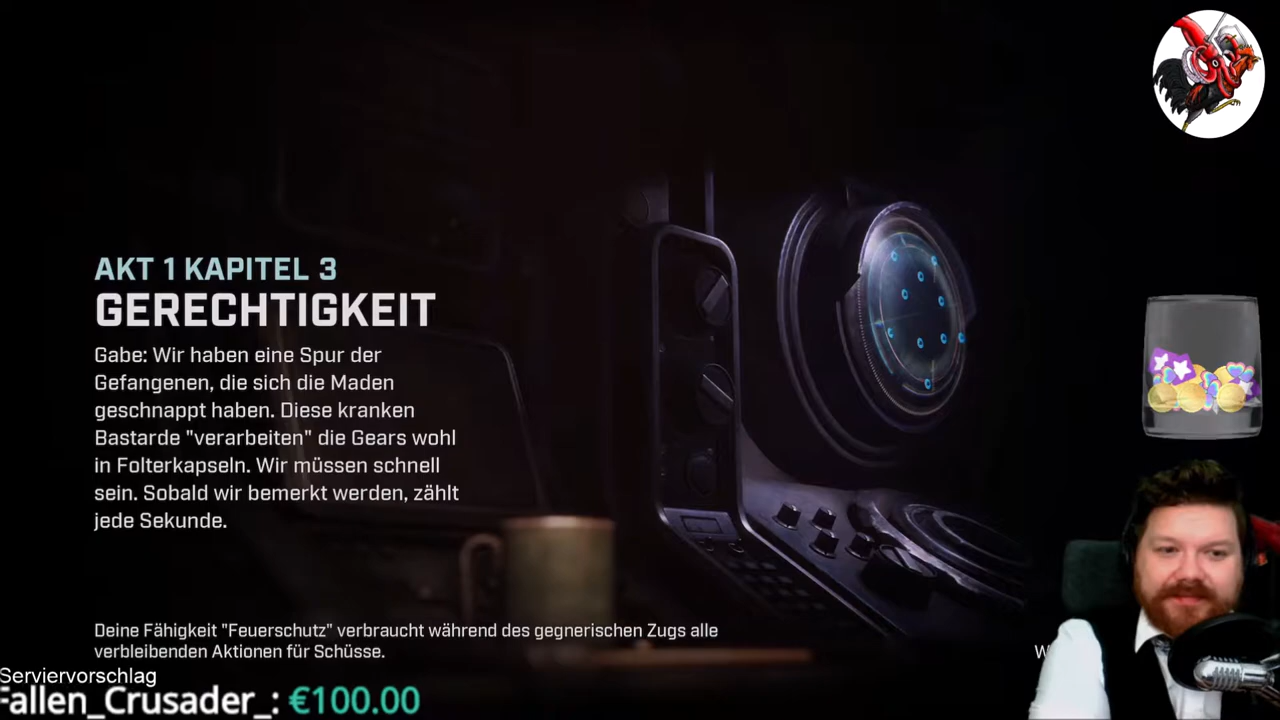 AKT 1 KAPITEL 3
GERECHTIGKEIT
Gabe: Wir haben eine Spur der
Gefangenen, die sich die Maden
geschnappt haben. Diese kranken
Bastarde "verarbeiten" die Gears wohl
in Folterkapseln. Wir müssen schnell
sein. Sobald wir bemerkt werden, zählt
jede Sekunde.
Deine Fähigkeit "Feuerschutz" verbraucht während des gegnerischen Zugs alle
verbleibenden Aktionen für Schüsse.
Serviervorschlag
Fallen_Crusader_: €100.00